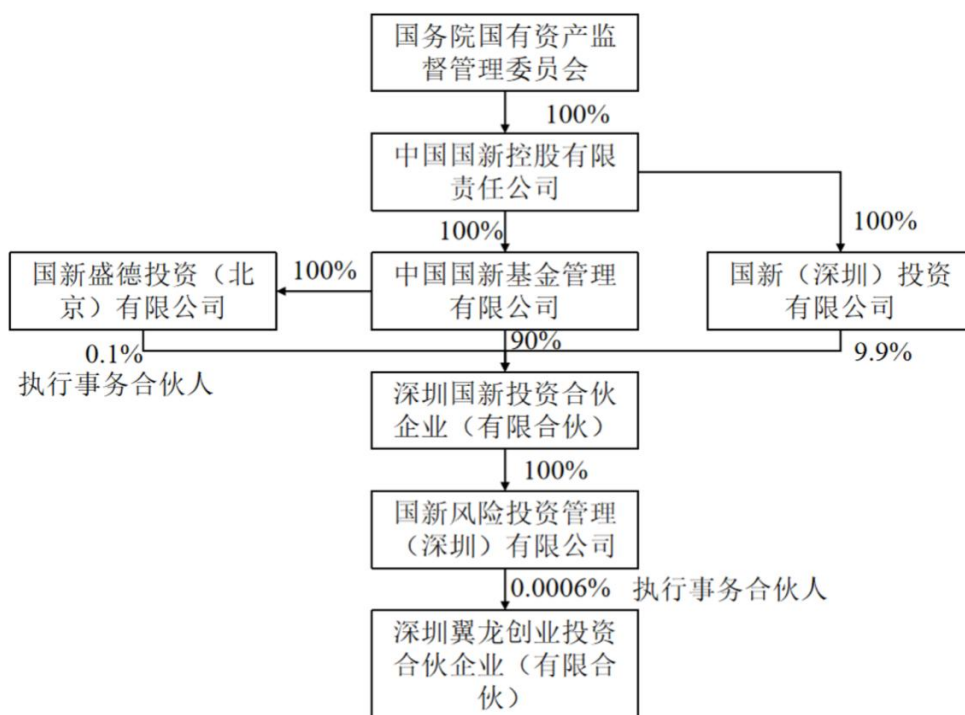 国务院国有资产监
督管理委员会
100%
中国国新控股有限
责任公司
100%
100%
国新盛德投资（北
京）有限公司
100%
中国国新基金管理
有限公司
国新（深圳）投资
有限公司
0.1%
执行事务合伙人
90%
9.9%
深圳国新投资合伙
企业（有限合伙）
100%
国新风险投资管理
（深圳）有限公司
0.0006%
执行事务合伙人
深圳翼龙创业投资
合伙企业（有限合
伙）